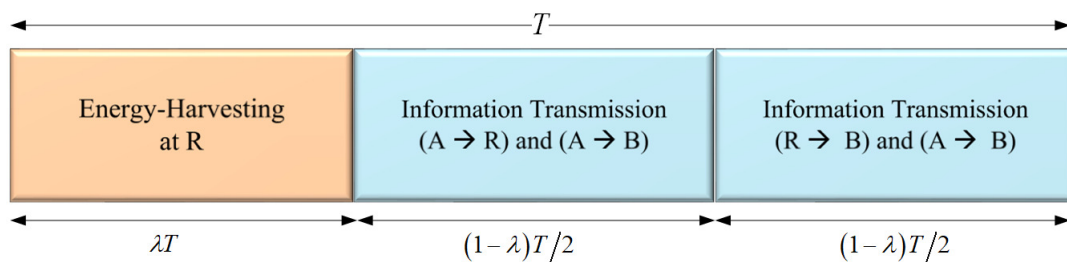 T
Energy-Harvesting
at R
Information Transmission
(A → R) and (A → B)
Information Transmission
(R → B) and (A → B)
λT
(1−λ)T/2
(1−λ)T/2